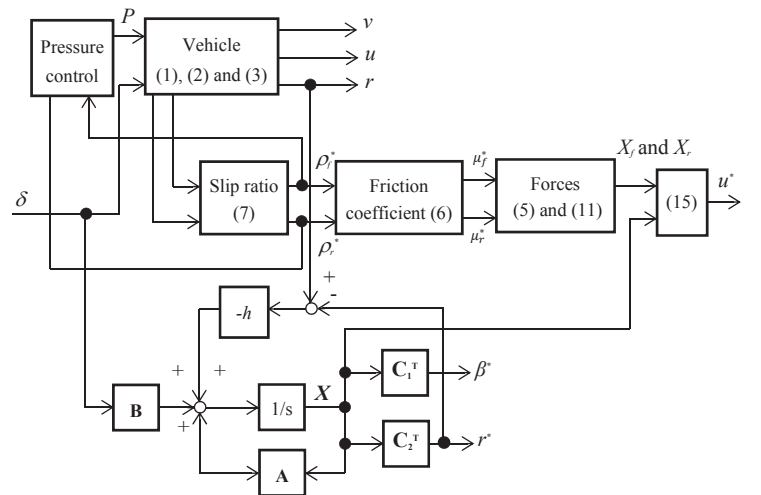 P
v
Pressure
control
Vehicle
(1), (2) and (3)
u
r
δ
Slip ratio
(7)
ρf*
ρr*
Friction
coefficient (6)
μf*
μr*
Forces
(5) and (11)
Xf and Xr
(15)
u*
+
-
-h
+
+
B
+
1/s
X
C1T
β*
C2T
r*
A